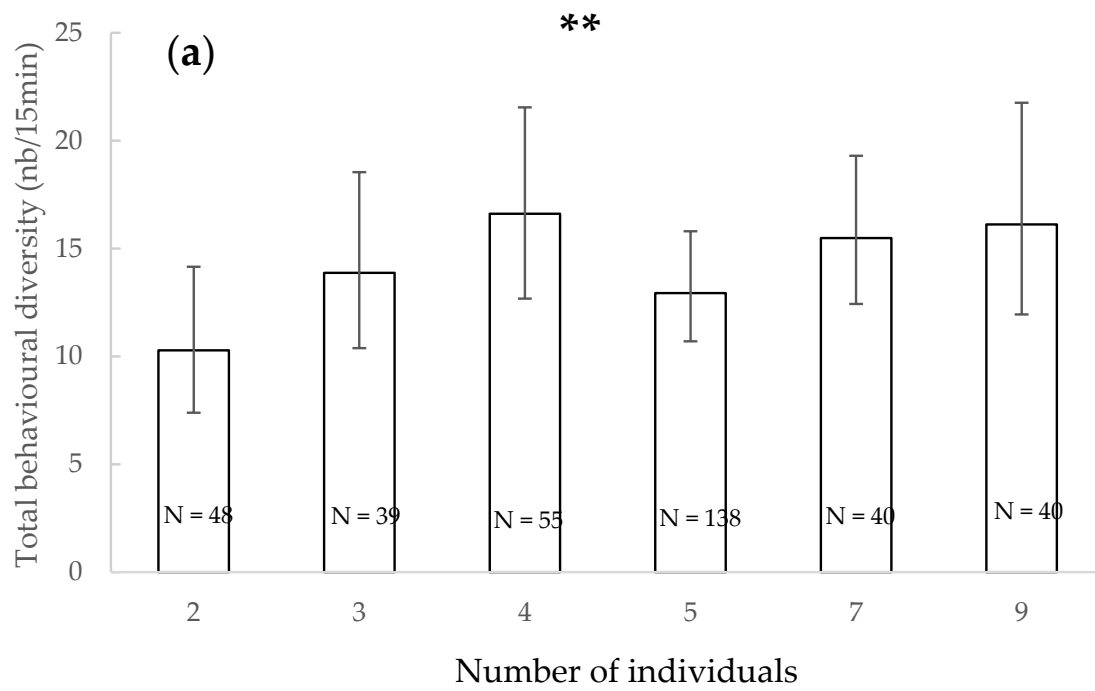 **
(a)
Total behavioural diversity (nb/15min)
25
20
15
10
5
0
N = 48
N = 39
N = 55
N = 138
N = 40
N = 40
2
3
4
5
7
9
Number of individuals